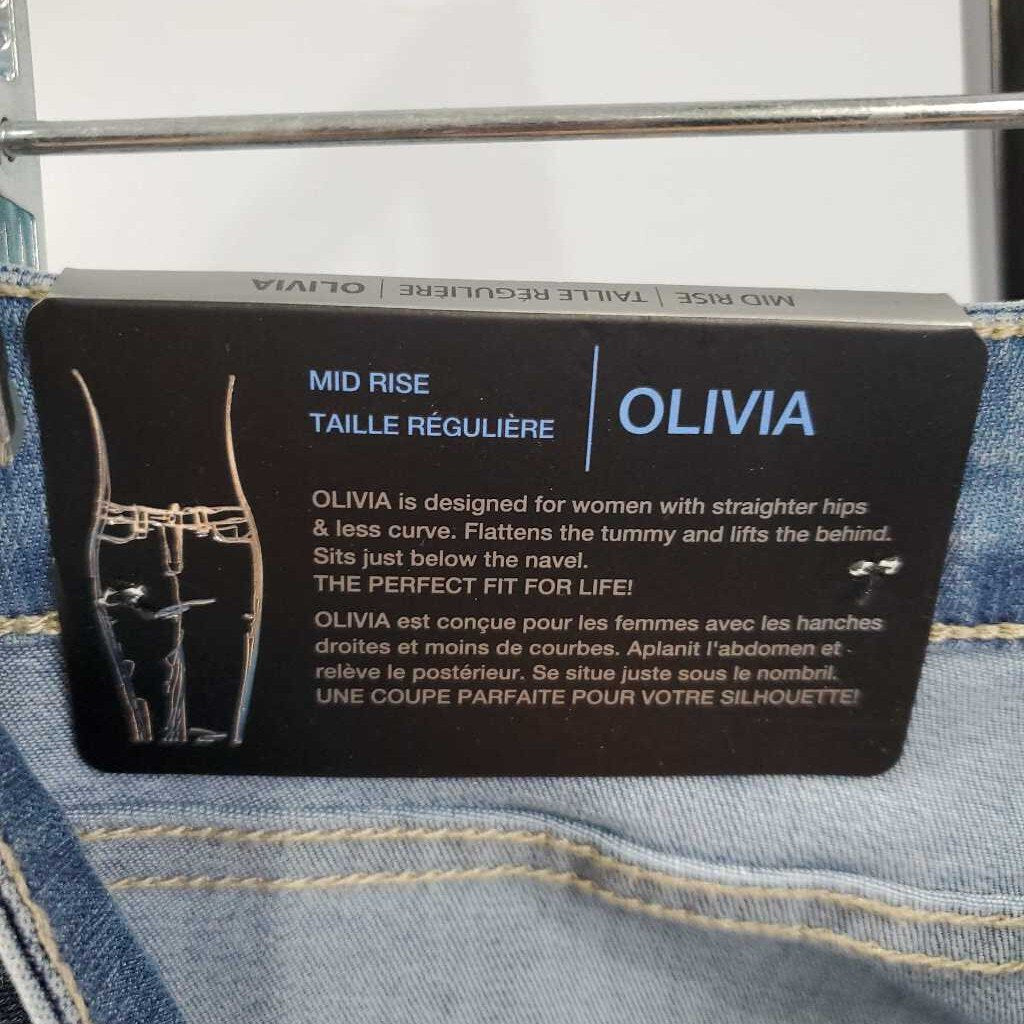 MID RISE | TAILLE RÉGULIÈRE | OLIVIA
MID RISE
TAILLE RÉGULIÈRE
OLIVIA
OLIVIA is designed for women with straighter hips
& less curve. Flattens the tummy and lifts the behind.
Sits just below the navel.
THE PERFECT FIT FOR LIFE!
OLIVIA est conçue pour les femmes avec les hanches
droites et moins de courbes. Aplanit l'abdomen et
relève le postérieur. Se situe juste sous le nombril.
UNE COUPE PARFAITE POUR VOTRE SILHOUETTE!